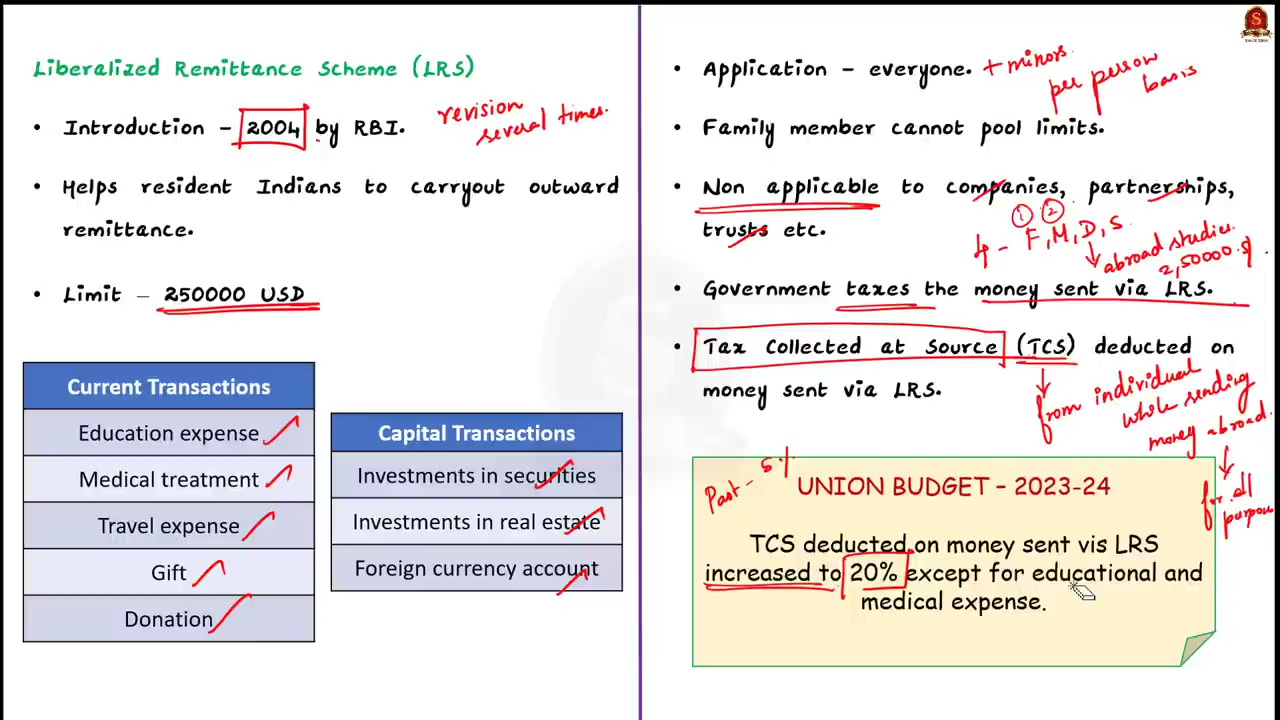 Liberalized Remittance Scheme (LRS)
• Introduction – 2004 by RBI.
revision
several times.
• Helps resident Indians to carryout outward
remittance.
• Limit – 250000 USD
Current Transactions
Education expense
Medical treatment
Travel expense
Gift
Donation
Capital Transactions
Investments in securities
Investments in real estate
Foreign currency account
• Application – everyone. + minors
per person
basis
• Family member cannot pool limits.
• Non applicable to companies, partnerships,
trusts etc.
① ②
4 - F, M, D, S
abroad studies.
2,50000 $.
• Government taxes the money sent via LRS.
• Tax Collected at Source (TCS) deducted on
money sent via LRS.
from individual
while sending
money abroad.
for all
Past - 5%
UNION BUDGET – 2023-24
TCS deducted on money sent vis LRS
increased to 20% except for educational and
medical expense.